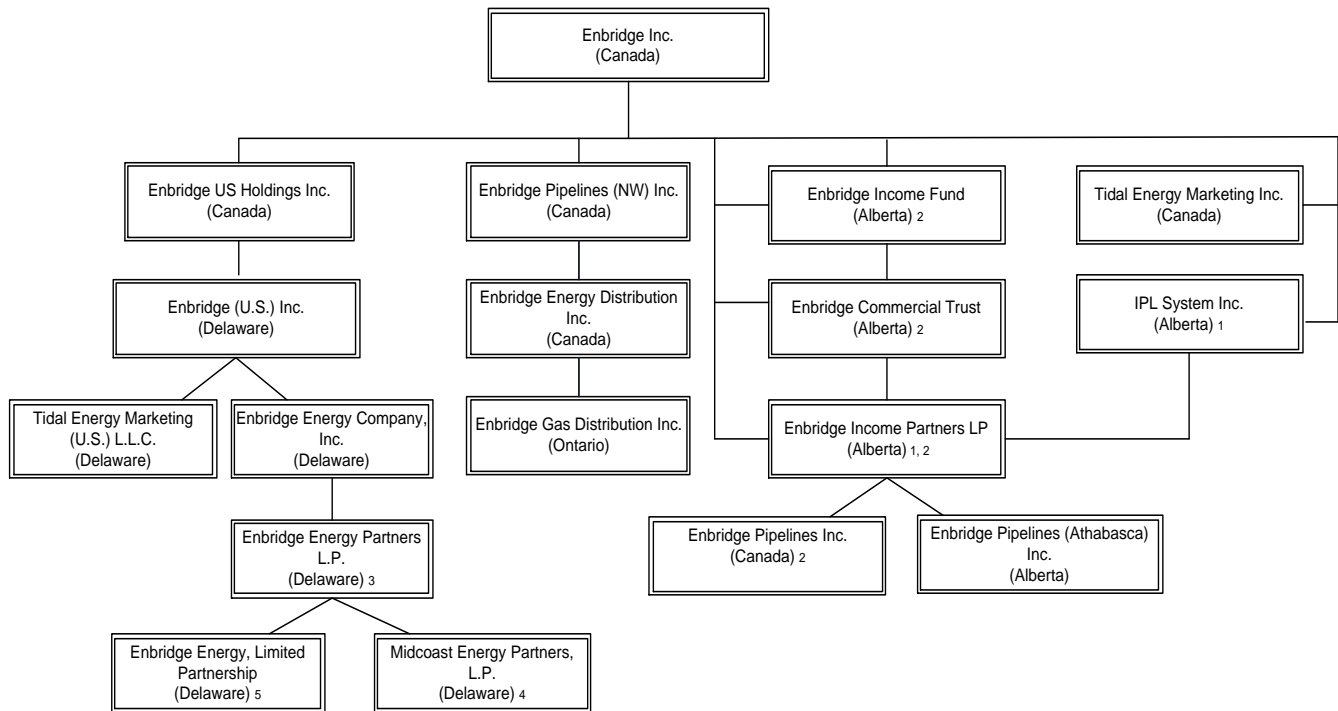 Enbridge Inc.
(Canada)
Enbridge US Holdings Inc.
(Canada)
Enbridge Pipelines (NW) Inc.
(Canada)
Enbridge Income Fund
(Alberta) 2
Tidal Energy Marketing Inc.
(Canada)
Enbridge (U.S.) Inc.
(Delaware)
Enbridge Energy Distribution
Inc.
(Canada)
Enbridge Commercial Trust
(Alberta) 2
IPL System Inc.
(Alberta) 1
Tidal Energy Marketing
(U.S.) L.L.C.
(Delaware)
Enbridge Energy Company,
Inc.
(Delaware)
Enbridge Gas Distribution Inc.
(Ontario)
Enbridge Income Partners LP
(Alberta) 1, 2
Enbridge Energy Partners
L.P.
(Delaware) 3
Enbridge Pipelines Inc.
(Canada) 2
Enbridge Pipelines (Athabasca)
Inc.
(Alberta)
Enbridge Energy, Limited
Partnership
(Delaware) 5
Midcoast Energy Partners,
L.P.
(Delaware) 4